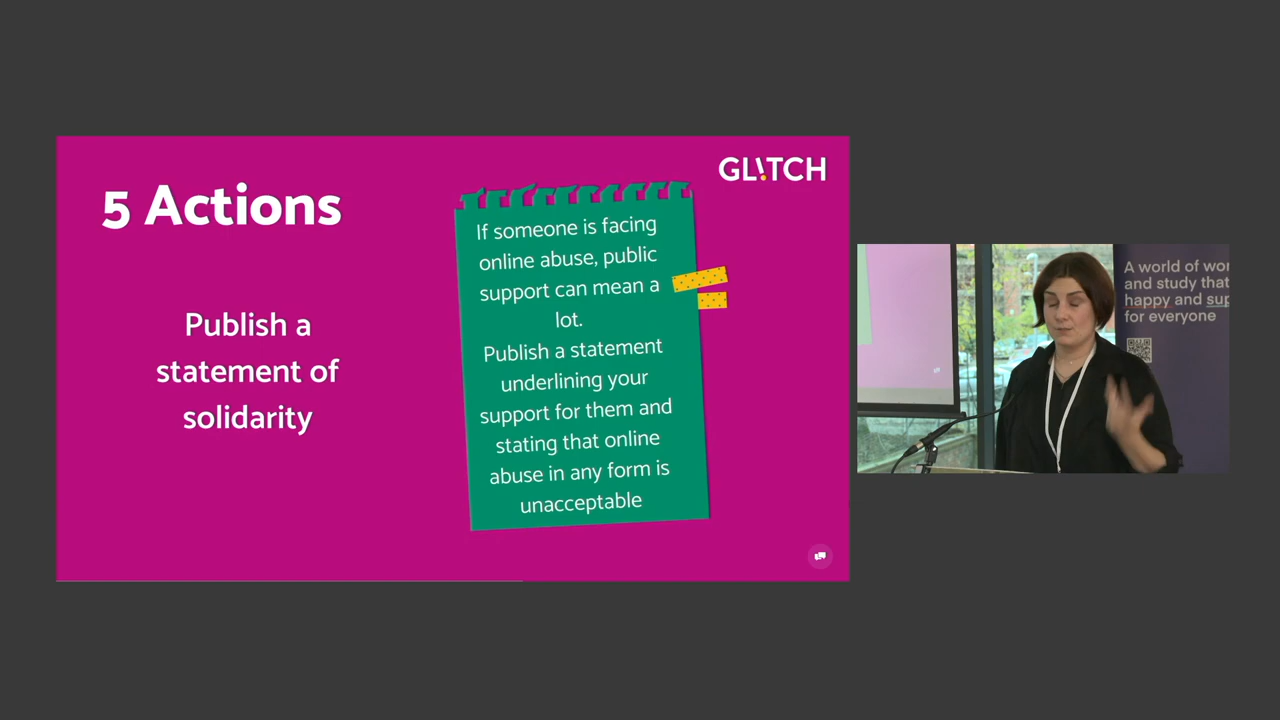 5 Actions
Publish a
statement of
solidarity
GLITCH
If someone is facing
online abuse, public
support can mean a
lot.
Publish a statement
underlining your
support for them and
stating that online
abuse in any form is
unacceptable
A world of wor
and study that
happy and sup
for everyone